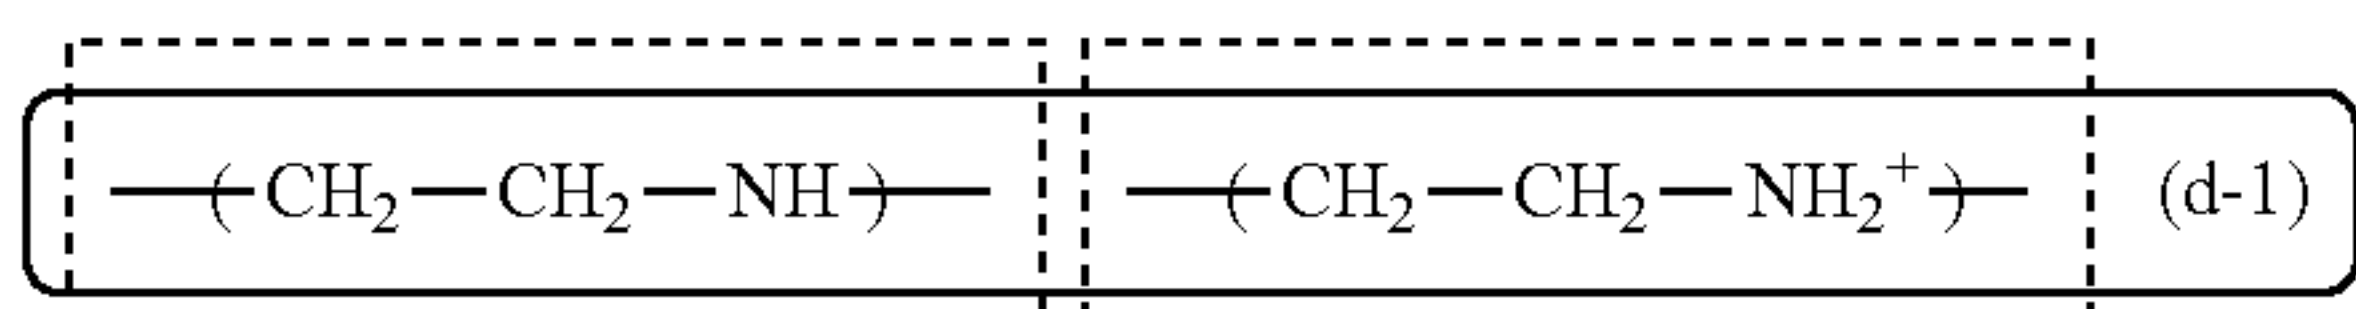 —(CH₂—CH₂—NH)— —(CH₂—CH₂—NH₂⁺)— (d-1)